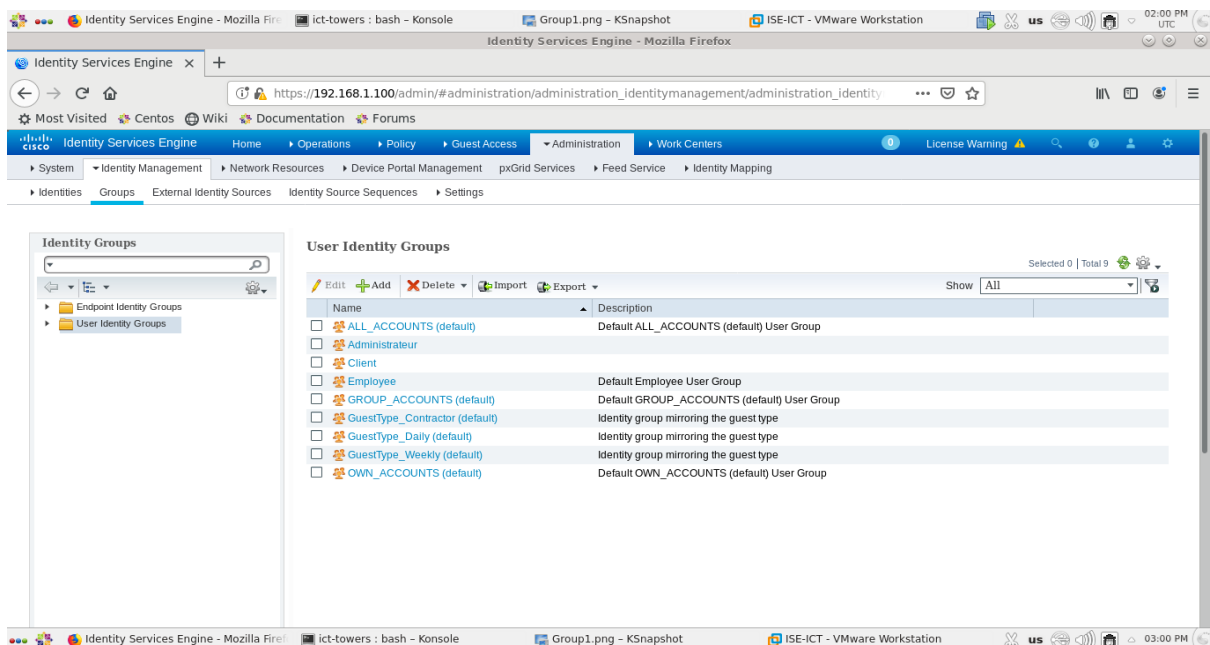 Identity Services Engine - Mozilla Fire ict-towers : bash - Konsole Group1.png - KSnapshot ISE-ICT - VMware Workstation us 02:00 PM
UTC
Identity Services Engine - Mozilla Firefox
Identity Services Engine × +
https://192.168.1.100/admin/#administration/administration_identitymanagement/administration_identity
Most Visited Centos Wiki Documentation Forums
CISCO Identity Services Engine Home Operations Policy Guest Access Administration Work Centers 0 License Warning
System Identity Management Network Resources Device Portal Management pxGrid Services Feed Service Identity Mapping
Identities Groups External Identity Sources Identity Source Sequences Settings
Identity Groups
Endpoint Identity Groups
User Identity Groups
User Identity Groups
Selected 0 | Total 9
Edit Add Delete Import Export Show All
Name Description
ALL_ACCOUNTS (default) Default ALL_ACCOUNTS (default) User Group
Administrateur
Client
Employee Default Employee User Group
GROUP_ACCOUNTS (default) Default GROUP_ACCOUNTS (default) User Group
GuestType_Contractor (default) Identity group mirroring the guest type
GuestType_Daily (default) Identity group mirroring the guest type
GuestType_Weekly (default) Identity group mirroring the guest type
OWN_ACCOUNTS (default) Default OWN_ACCOUNTS (default) User Group
Identity Services Engine - Mozilla Firef ict-towers : bash - Konsole Group1.png - KSnapshot ISE-ICT - VMware Workstation us 03:00 PM